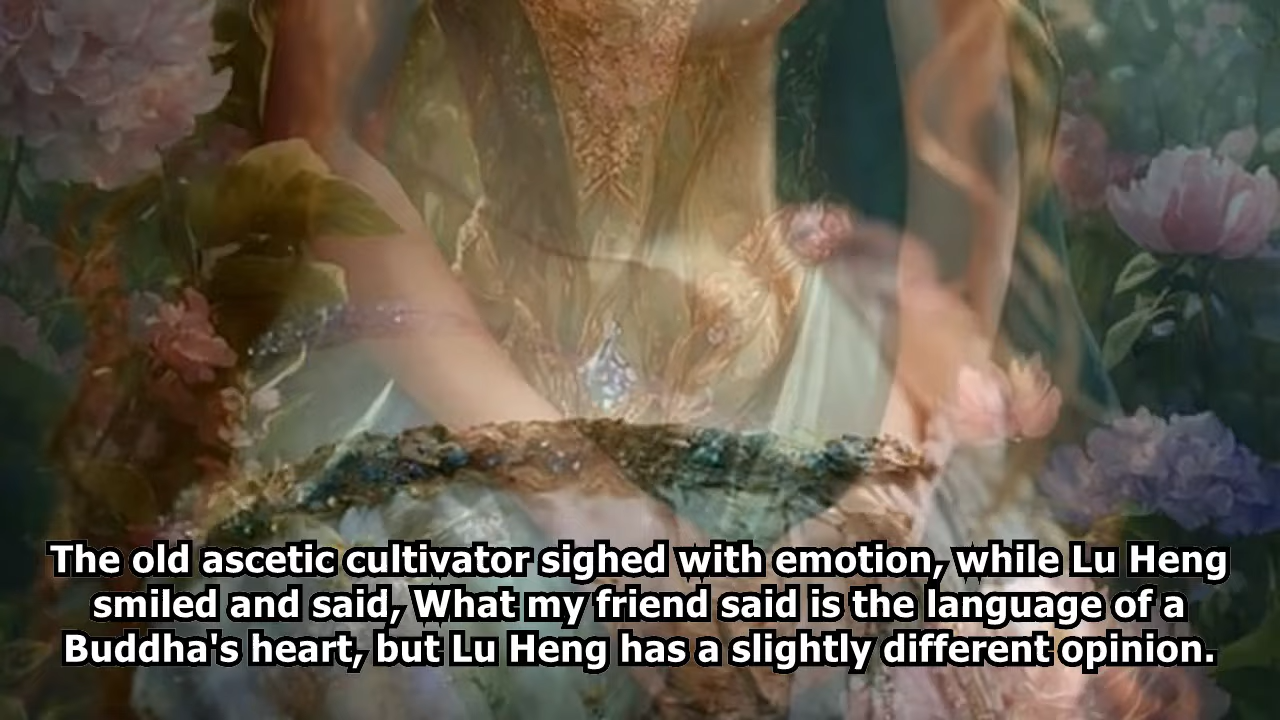 The old ascetic cultivator sighed with emotion, while Lu Heng
smiled and said, What my friend said is the language of a
Buddha's heart, but Lu Heng has a slightly different opinion.